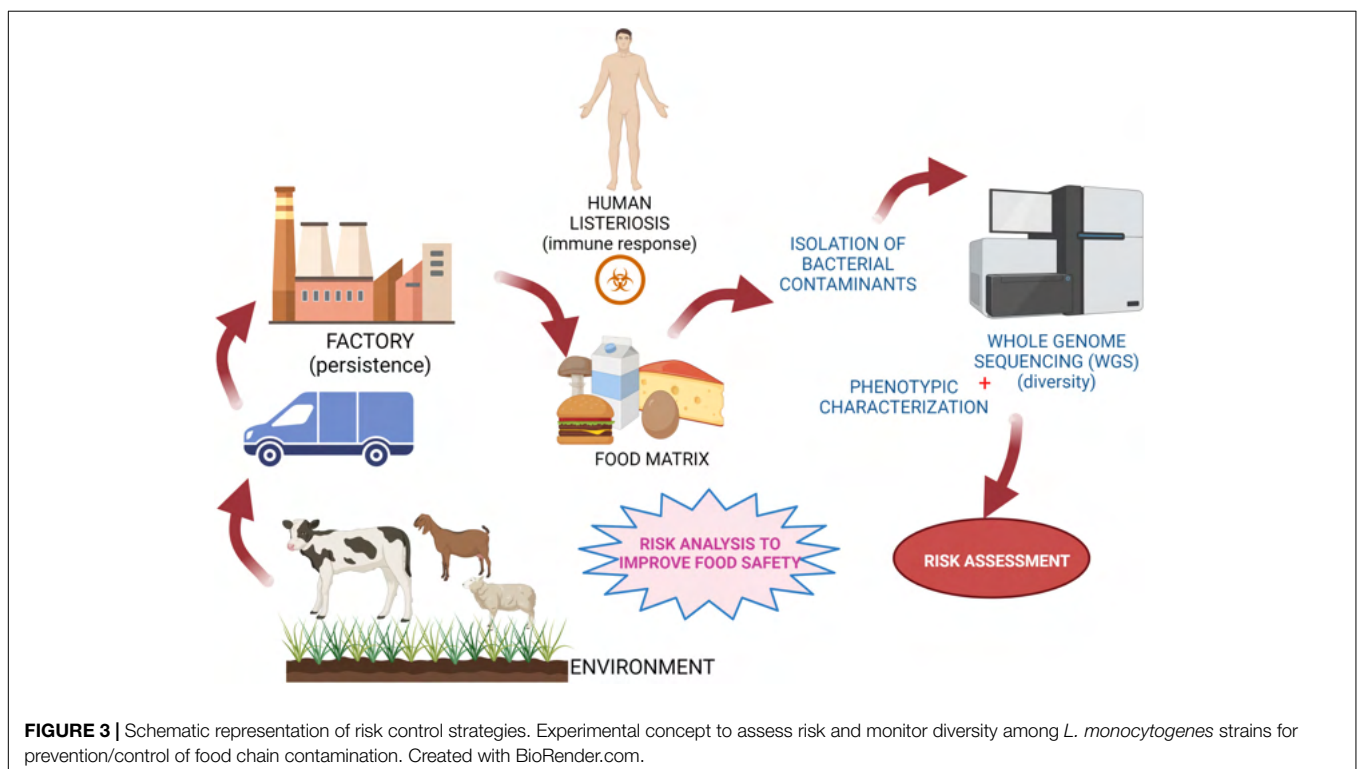 HUMAN
LISTERIOSIS
(immune response)
FACTORY
(persistence)
FOOD MATRIX
ENVIRONMENT
ISOLATION OF
BACTERIAL
CONTAMINANTS
WHOLE GENOME
SEQUENCING (WGS)
(diversity)
+
PHENOTYPIC
CHARACTERIZATION
RISK ANALYSIS TO
IMPROVE FOOD SAFETY
RISK ASSESSMENT
FIGURE 3 | Schematic representation of risk control strategies. Experimental concept to assess risk and monitor diversity among L. monocytogenes strains for
prevention/control of food chain contamination. Created with BioRender.com.